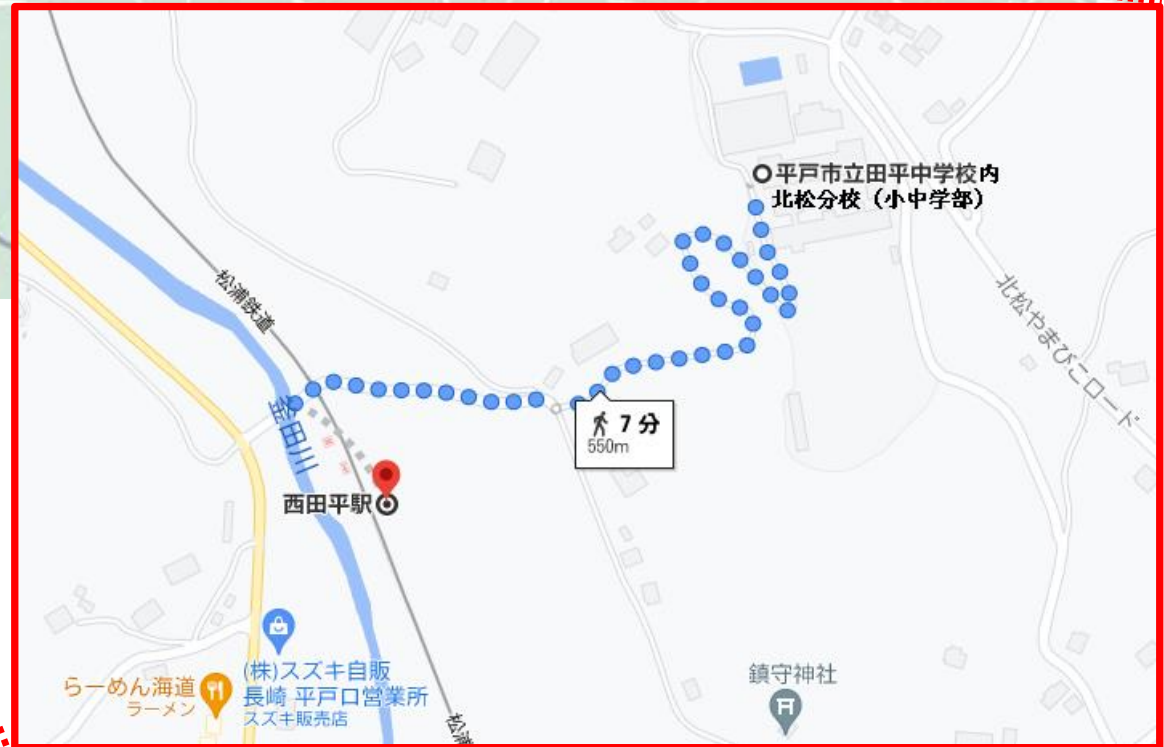 平戸市立田平中学校内
北松分校（小中学部）
松浦鉄道
北松やまびこロード
7 分
550m
釜田川
西田平駅
(株)スズキ自販
長崎 平戸口営業所
スズキ販売店
らーめん海道
ラーメン
鎮守神社
松浦